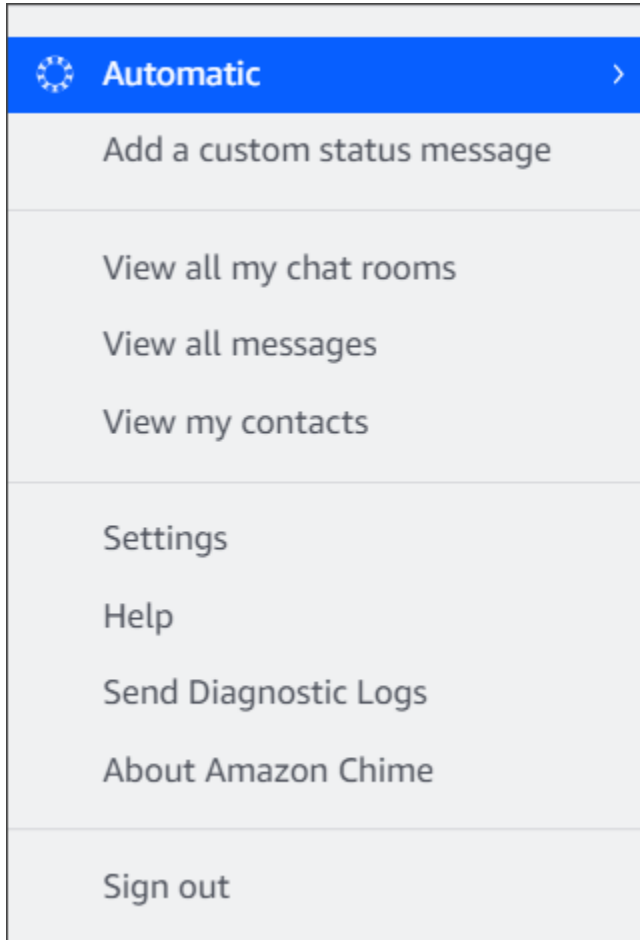 Automatic
Add a custom status message
View all my chat rooms
View all messages
View my contacts
Settings
Help
Send Diagnostic Logs
About Amazon Chime
Sign out